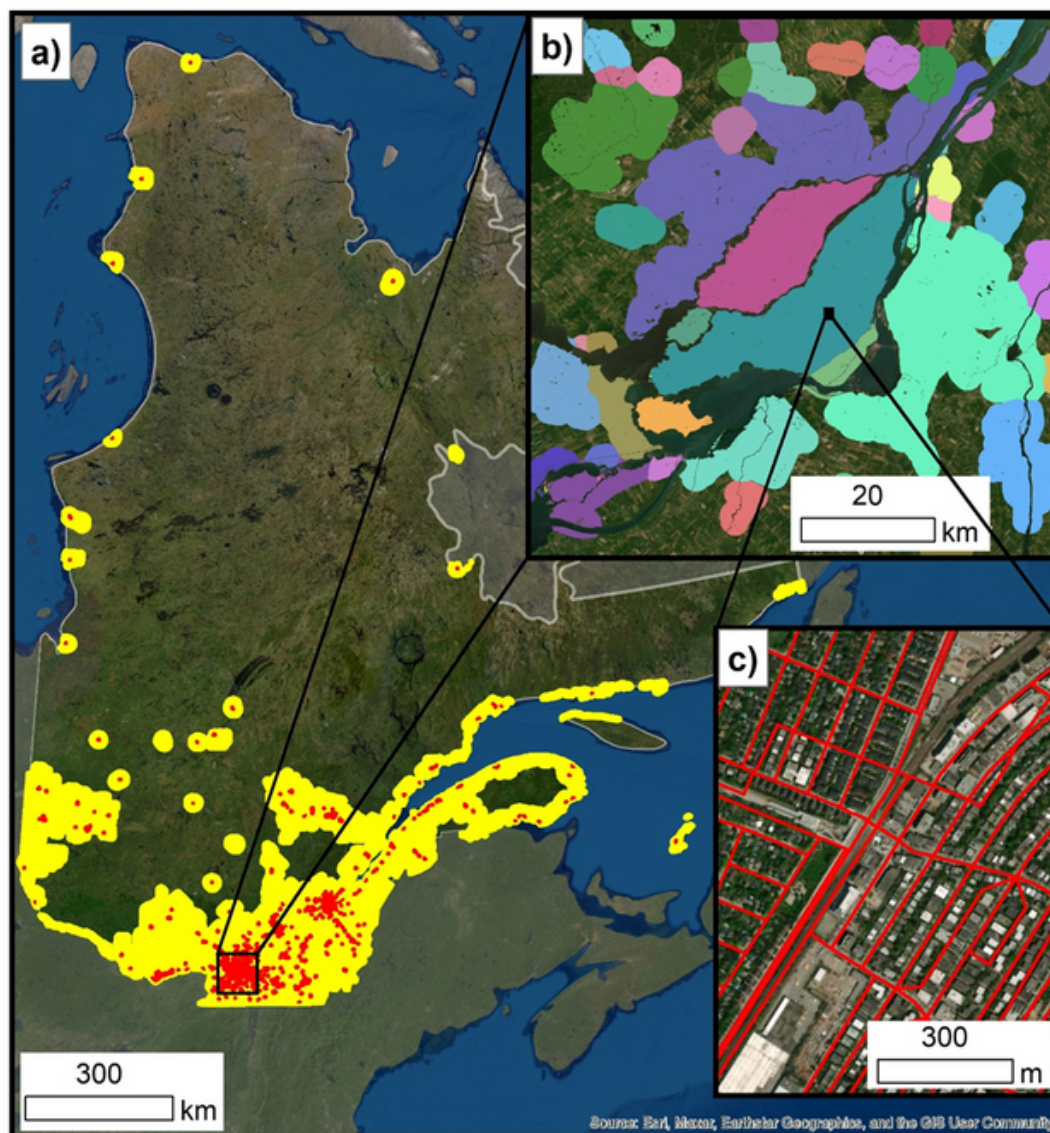 a)
b)
20
km
c)
300
m
300
km
Source: Esri, Maxar, Earthstar Geographics, and the GIS User Community